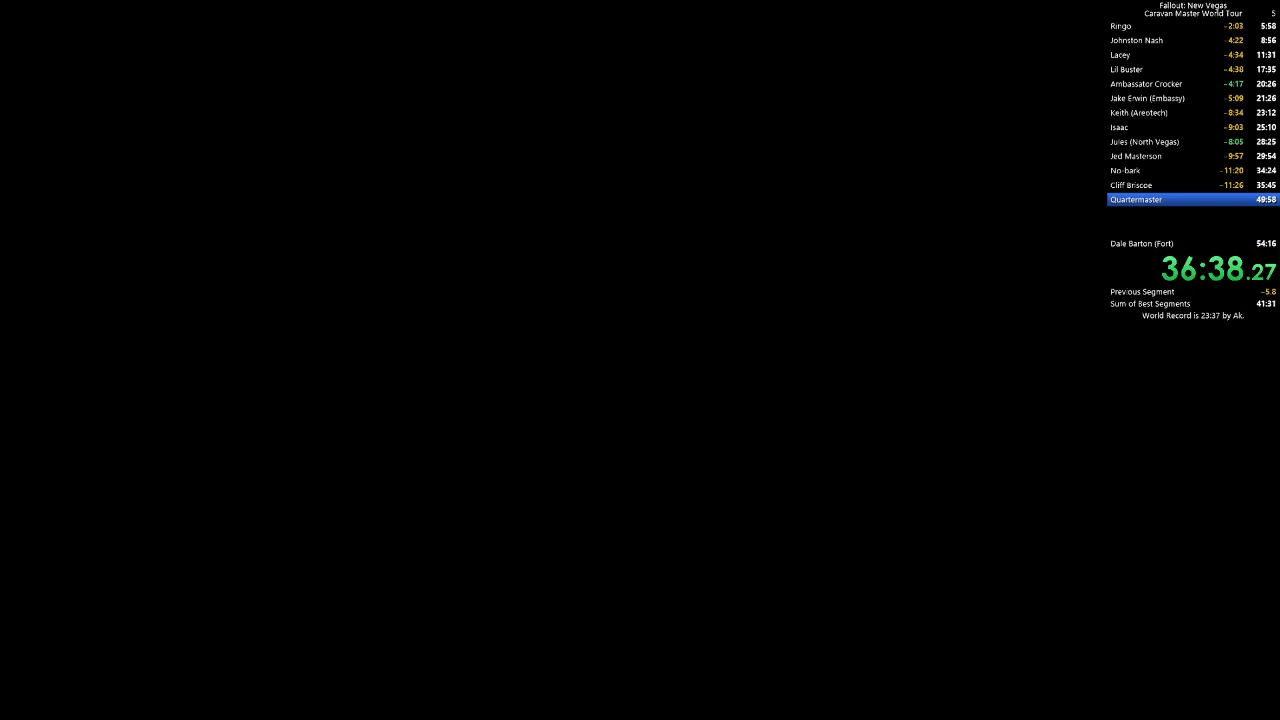 Fallout: New Vegas
Caravan Master World Tour 5
Ringo -2:03 5:58
Johnston Nash -4:22 8:56
Lacey -4:34 11:31
Lil Buster -4:38 17:35
Ambassador Crocker -4:17 20:26
Jake Erwin (Embassy) -5:09 21:26
Keith (Areotech) -8:34 23:12
Isaac -9:03 25:10
Jules (North Vegas) -8:05 28:25
Jed Masterson -9:57 29:54
No-bark -11:20 34:24
Cliff Briscoe -11:26 35:45
Quartermaster 49:58
Dale Barton (Fort) 54:16
36:38.27
Previous Segment -5.8
Sum of Best Segments 41:31
World Record is 23:37 by Ak.